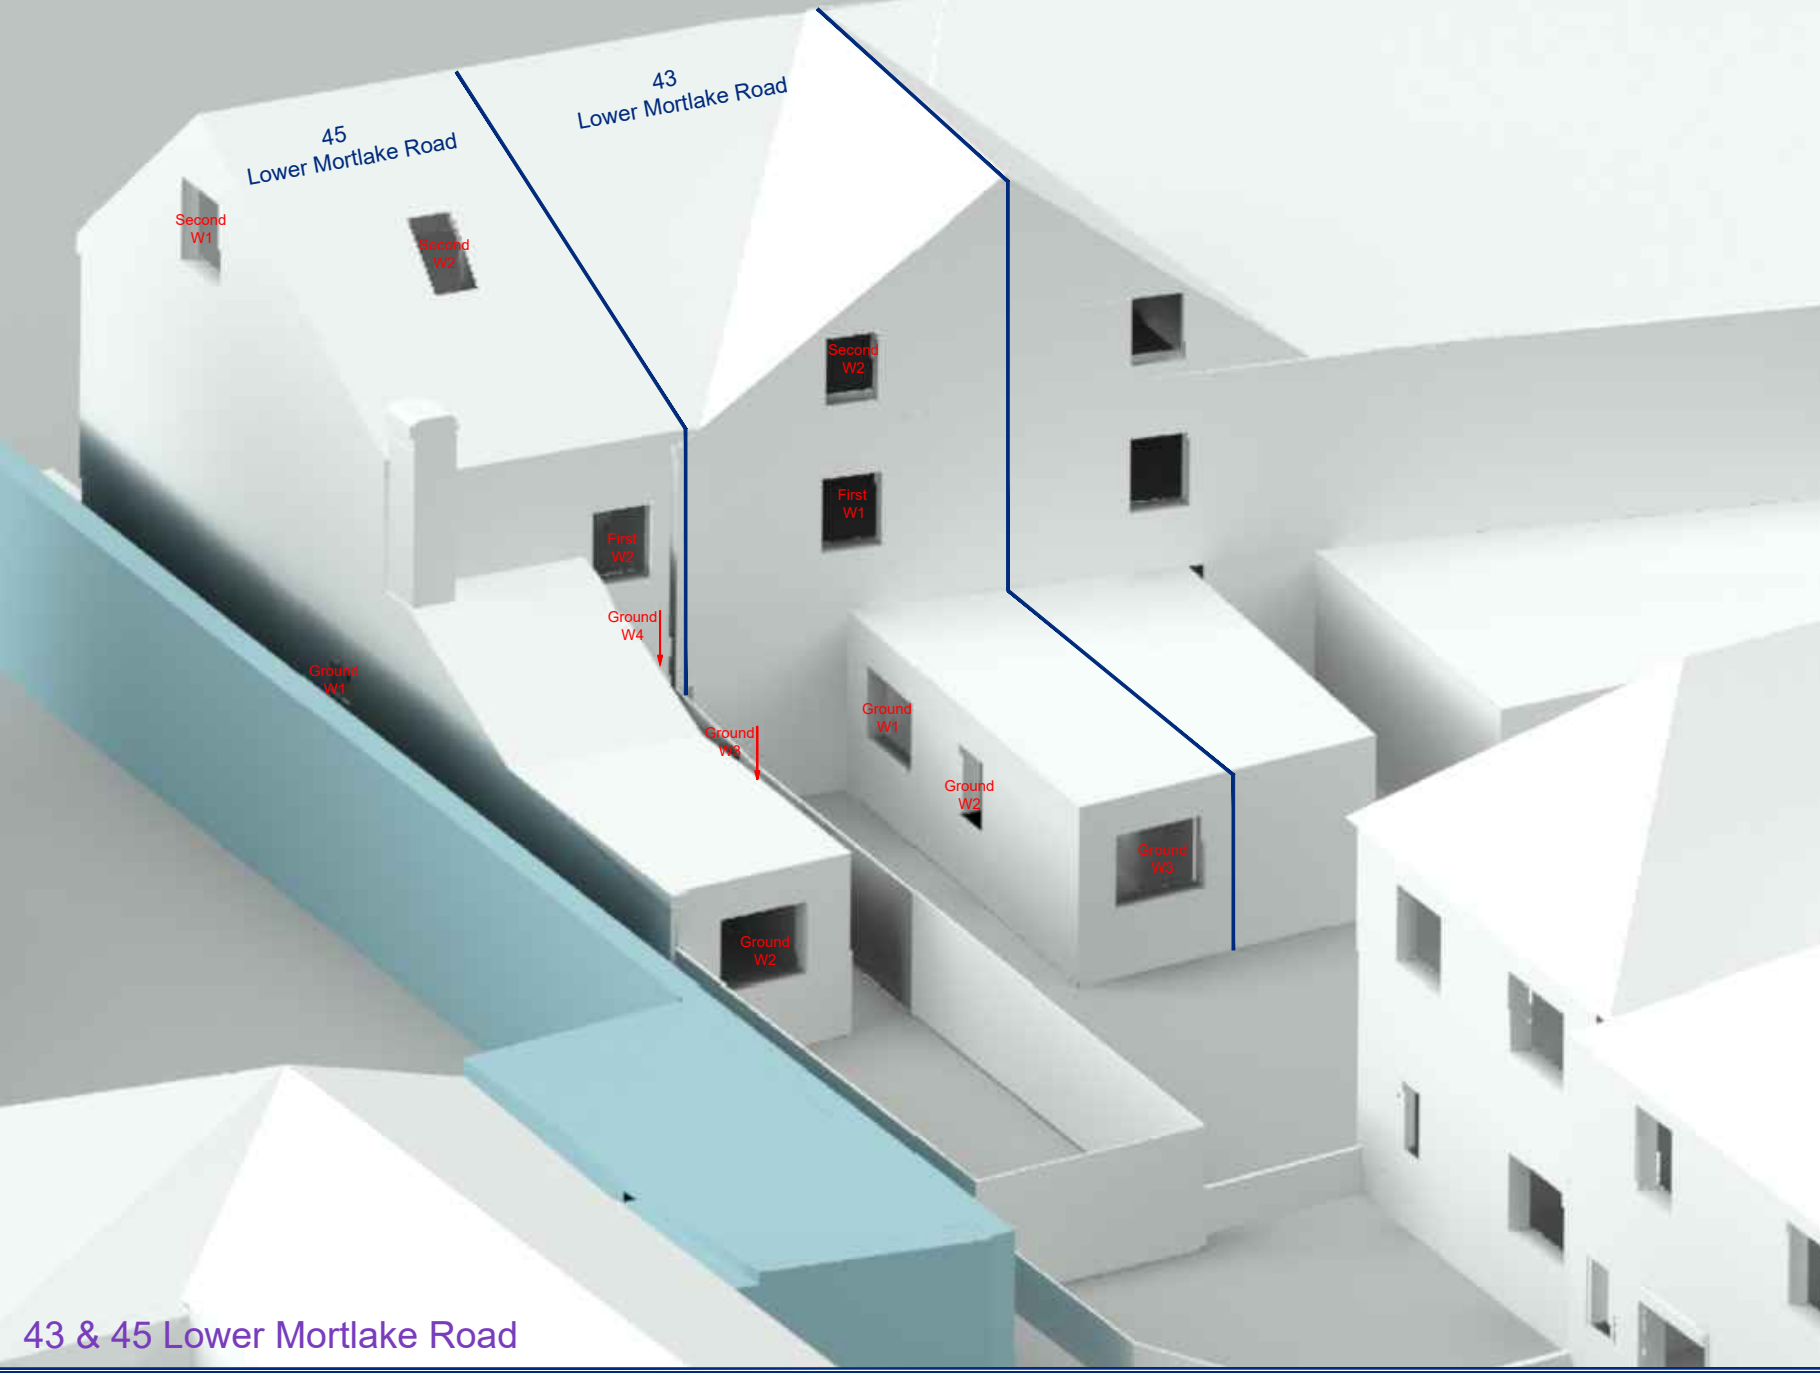 43
Lower Mortlake Road
45
Lower Mortlake Road
Second
W1
Second
W2
Second
W2
First
W1
First
W2
Ground
W4
Ground
W1
Ground
W3
Ground
W1
Ground
W2
Ground
W3
Ground
W2
43 & 45 Lower Mortlake Road